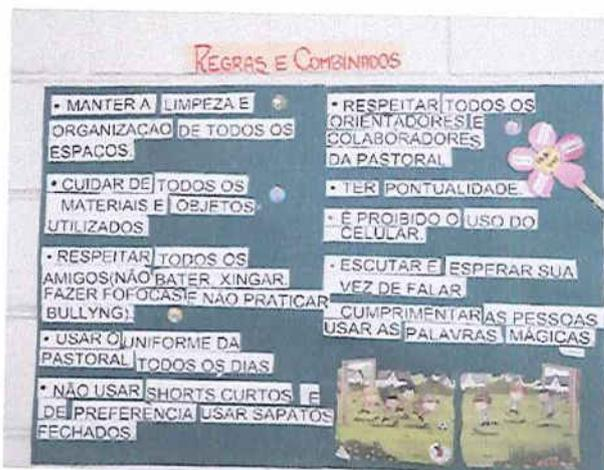 REGRAS E COMBINADOS
• MANTER A LIMPEZA E
ORGANIZAÇAO DE TODOS OS
ESPAÇOS.
• CUIDAR DE TODOS OS
MATERIAIS E OBJETOS
UTILIZADOS
• RESPEITAR TODOS OS
AMIGOS(NÃO BATER, XINGAR,
FAZER FOFOCAS E NÃO PRATICAR
BULLYNG).
• USAR O UNIFORME DA
PASTORAL TODOS OS DIAS
• NÃO USAR SHORTS CURTOS E
DE PREFERENCIA USAR SAPATOS
FECHADOS.
• RESPEITAR TODOS OS
ORIENTADORES E
COLABORADORES
DA PASTORAL
• TER PONTUALIDADE.
• É PROIBIDO O USO DO
CELULAR.
• ESCUTAR E ESPERAR SUA
VEZ DE FALAR
CUMPRIMENTAR AS PESSOAS
USAR AS PALAVRAS MÁGICAS